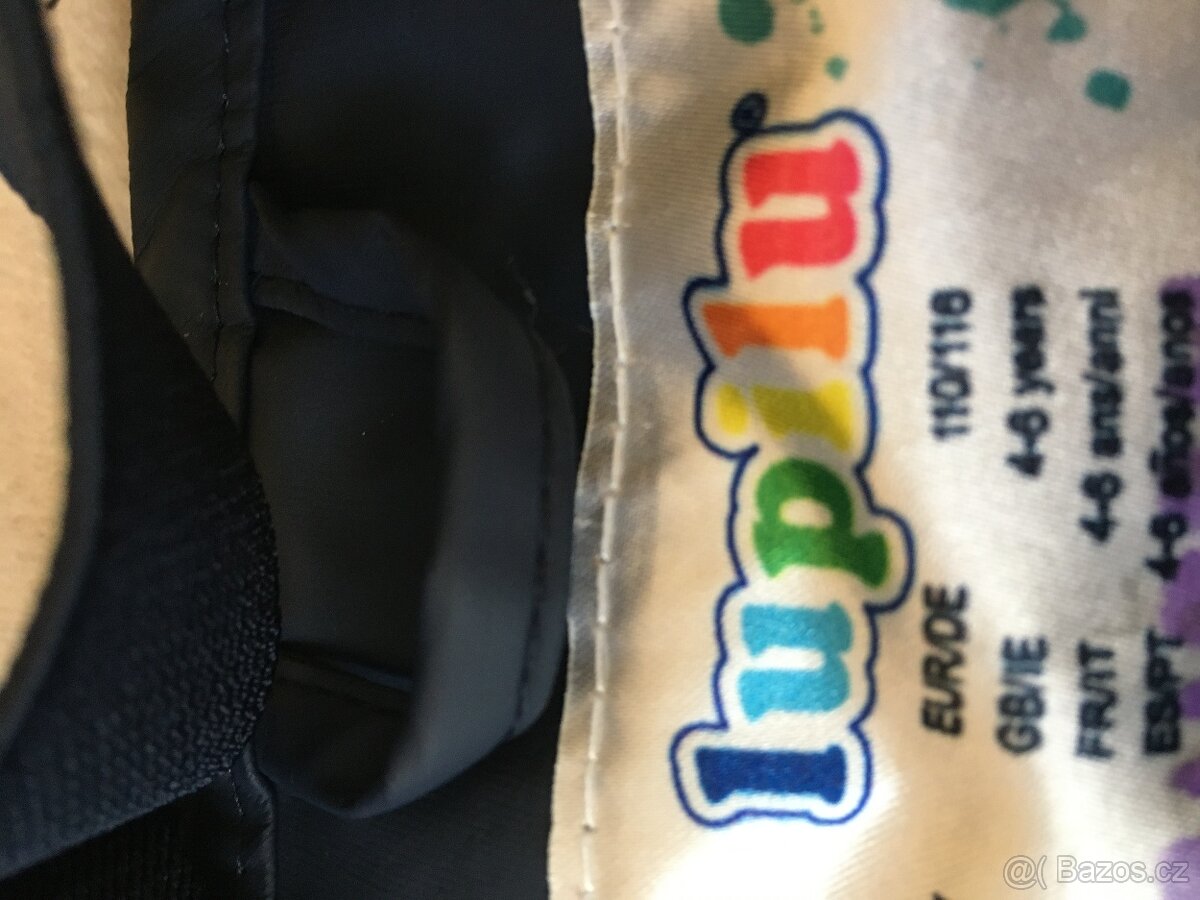 lupilu®
EUR/DE 110/116
GB/IE 4-6 years
FR/IT 4-6 ans/anni
ES/PT 4-6 años/anos
@( Bazos.cz